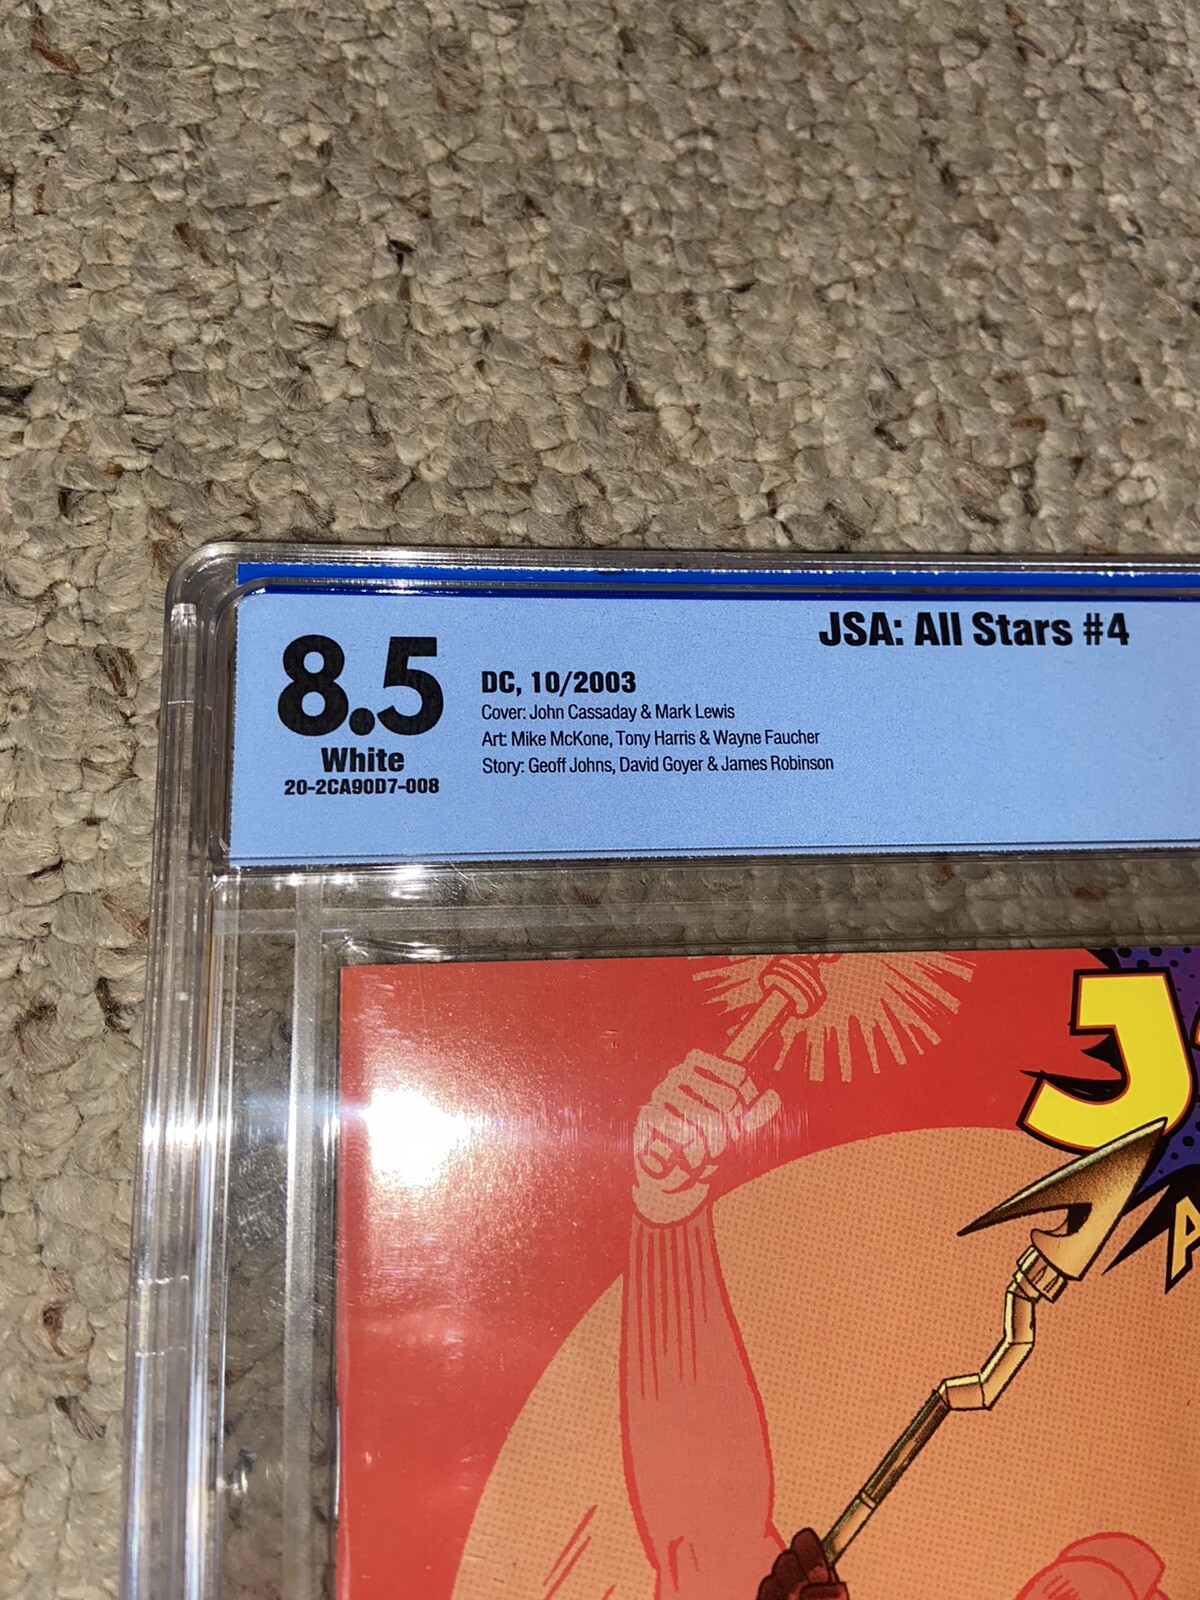 JSA: All Stars #4
8.5
White
20-2CA90D7-008
DC, 10/2003
Cover: John Cassaday & Mark Lewis
Art: Mike McKone, Tony Harris & Wayne Faucher
Story: Geoff Johns, David Goyer & James Robinson
J
A